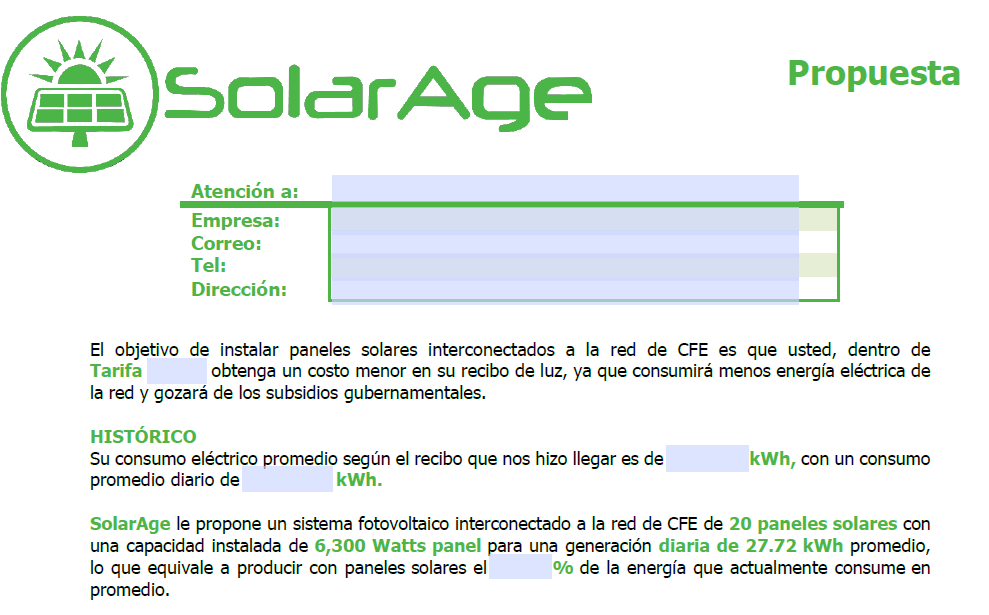 SolarAge
Propuesta
Atención a:
Empresa:
Correo:
Tel:
Dirección:
El objetivo de instalar paneles solares interconectados a la red de CFE es que usted, dentro de
Tarifa obtenga un costo menor en su recibo de luz, ya que consumirá menos energía eléctrica de
la red y gozará de los subsidios gubernamentales.
HISTÓRICO
Su consumo eléctrico promedio según el recibo que nos hizo llegar es de kWh, con un consumo
promedio diario de kWh.
SolarAge le propone un sistema fotovoltaico interconectado a la red de CFE de 20 paneles solares con
una capacidad instalada de 6,300 Watts panel para una generación diaria de 27.72 kWh promedio,
lo que equivale a producir con paneles solares el % de la energía que actualmente consume en
promedio.